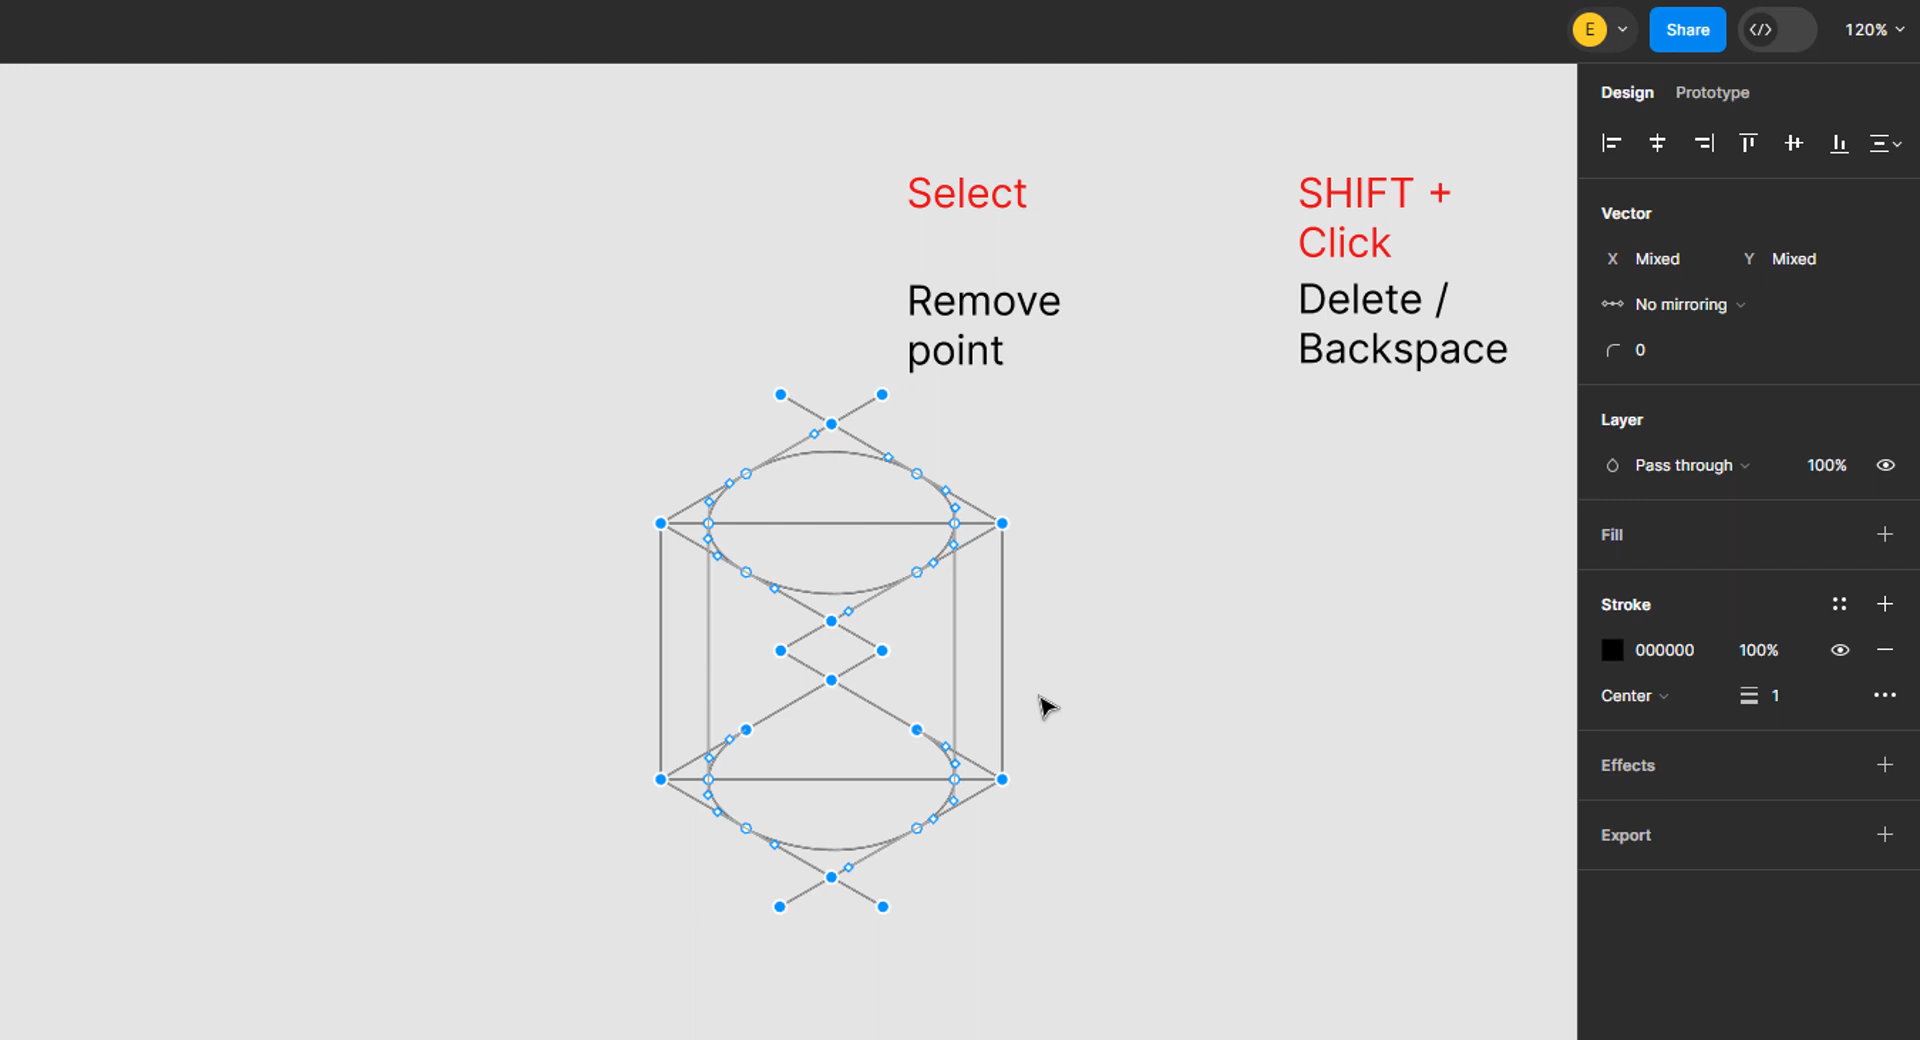 E
Share
</>
120%
Design Prototype
Select
SHIFT +
Click
Vector
X Mixed Y Mixed
Remove
point
Delete /
Backspace
No mirroring
0
Layer
Pass through 100%
Fill
Stroke
000000 100%
Center 1
Effects
Export